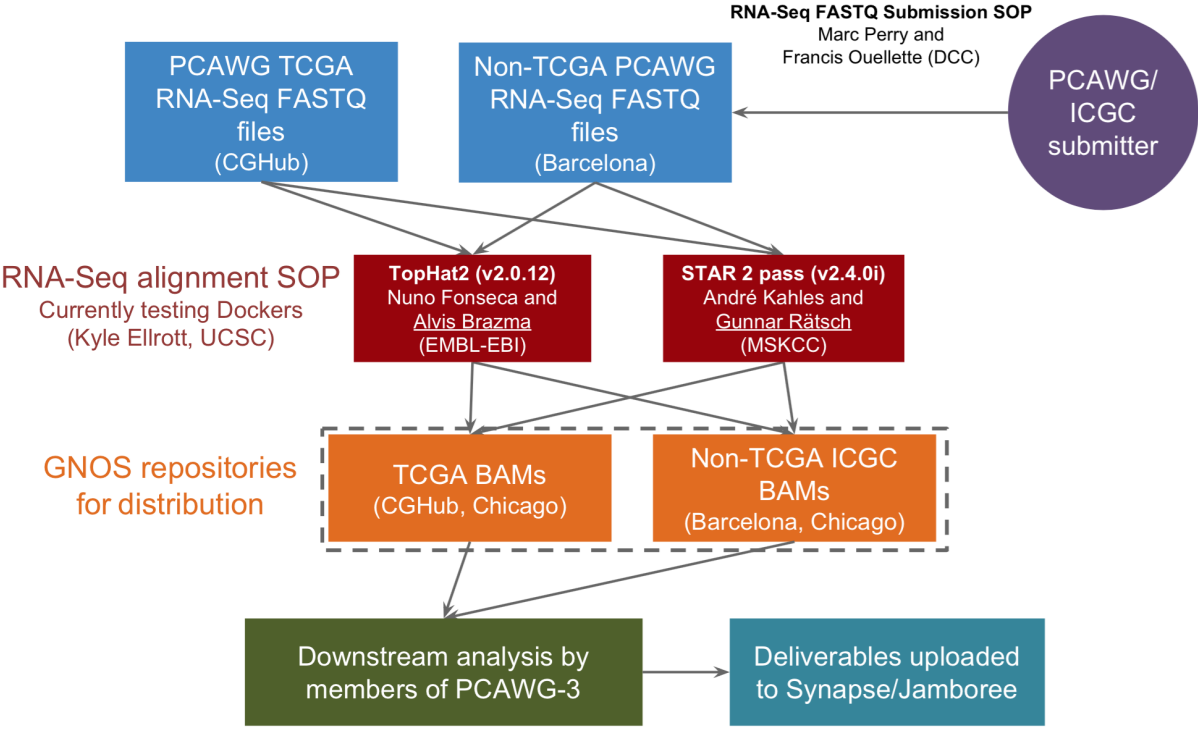 RNA-Seq FASTQ Submission SOP
Marc Perry and
Francis Ouellette (DCC)
PCAWG TCGA
RNA-Seq FASTQ
files
(CGHub)
Non-TCGA PCAWG
RNA-Seq FASTQ
files
(Barcelona)
PCAWG/
ICGC
submitter
RNA-Seq alignment SOP
Currently testing Dockers
(Kyle Ellrott, UCSC)
TopHat2 (v2.0.12)
Nuno Fonseca and
Alvis Brazma
(EMBL-EBI)
STAR 2 pass (v2.4.0i)
André Kahles and
Gunnar Rätsch
(MSKCC)
GNOS repositories
for distribution
TCGA BAMs
(CGHub, Chicago)
Non-TCGA ICGC
BAMs
(Barcelona, Chicago)
Downstream analysis by
members of PCAWG-3
Deliverables uploaded
to Synapse/Jamboree